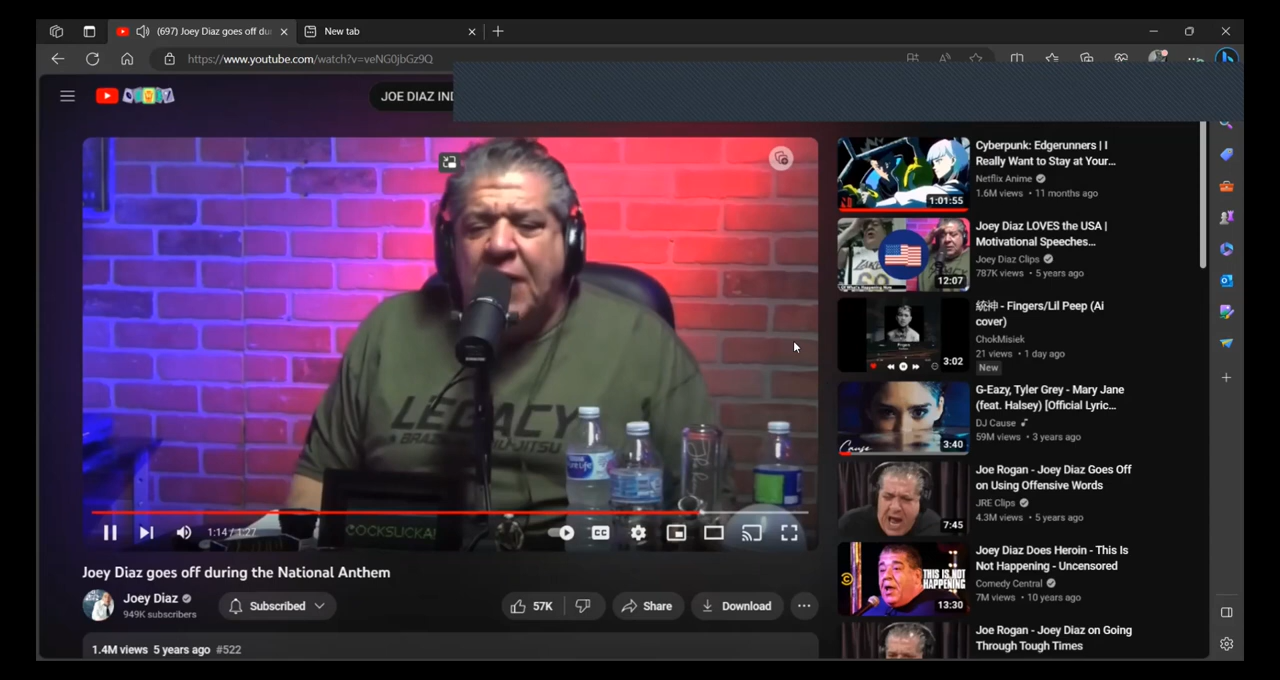 (697) Joey Diaz goes off du
New tab
https://www.youtube.com/watch?v=veNG0jbGz9Q
JOE DIAZ IND
LEGACY
COCKSUCKA!
1:14 / 1:27
CC
Joey Diaz goes off during the National Anthem
Joey Diaz
949K subscribers
Subscribed
57K
Share
Download
1.4M views 5 years ago #522
Cyberpunk: Edgerunners | I
Really Want to Stay at Your...
Netflix Anime
1.6M views • 11 months ago
1:01:55
Joey Diaz LOVES the USA |
Motivational Speeches...
Joey Diaz Clips
787K views • 5 years ago
12:07
統神 - Fingers/Lil Peep (Ai
cover)
ChokMisiek
21 views • 1 day ago
New
3:02
G-Eazy, Tyler Grey - Mary Jane
(feat. Halsey) [Official Lyric...
DJ Cause
59M views • 3 years ago
Cause
3:40
Joe Rogan - Joey Diaz Goes Off
on Using Offensive Words
JRE Clips
4.3M views • 5 years ago
7:45
Joey Diaz Does Heroin - This Is
Not Happening - Uncensored
Comedy Central
7M views • 10 years ago
THIS IS NOT
HAPPENING
13:30
Joe Rogan - Joey Diaz on Going
Through Tough Times